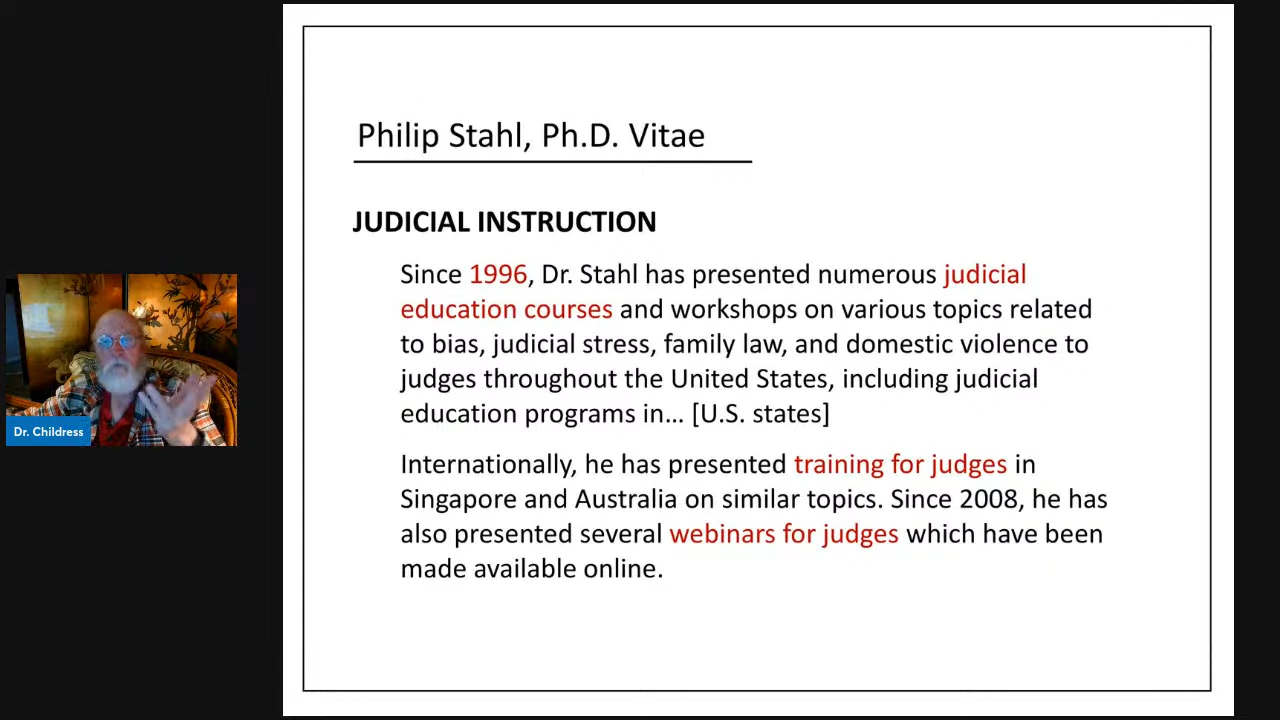 Philip Stahl, Ph.D. Vitae
JUDICIAL INSTRUCTION
Since 1996, Dr. Stahl has presented numerous judicial
education courses and workshops on various topics related
to bias, judicial stress, family law, and domestic violence to
judges throughout the United States, including judicial
education programs in... [U.S. states]
Internationally, he has presented training for judges in
Singapore and Australia on similar topics. Since 2008, he has
also presented several webinars for judges which have been
made available online.
Dr. Childress